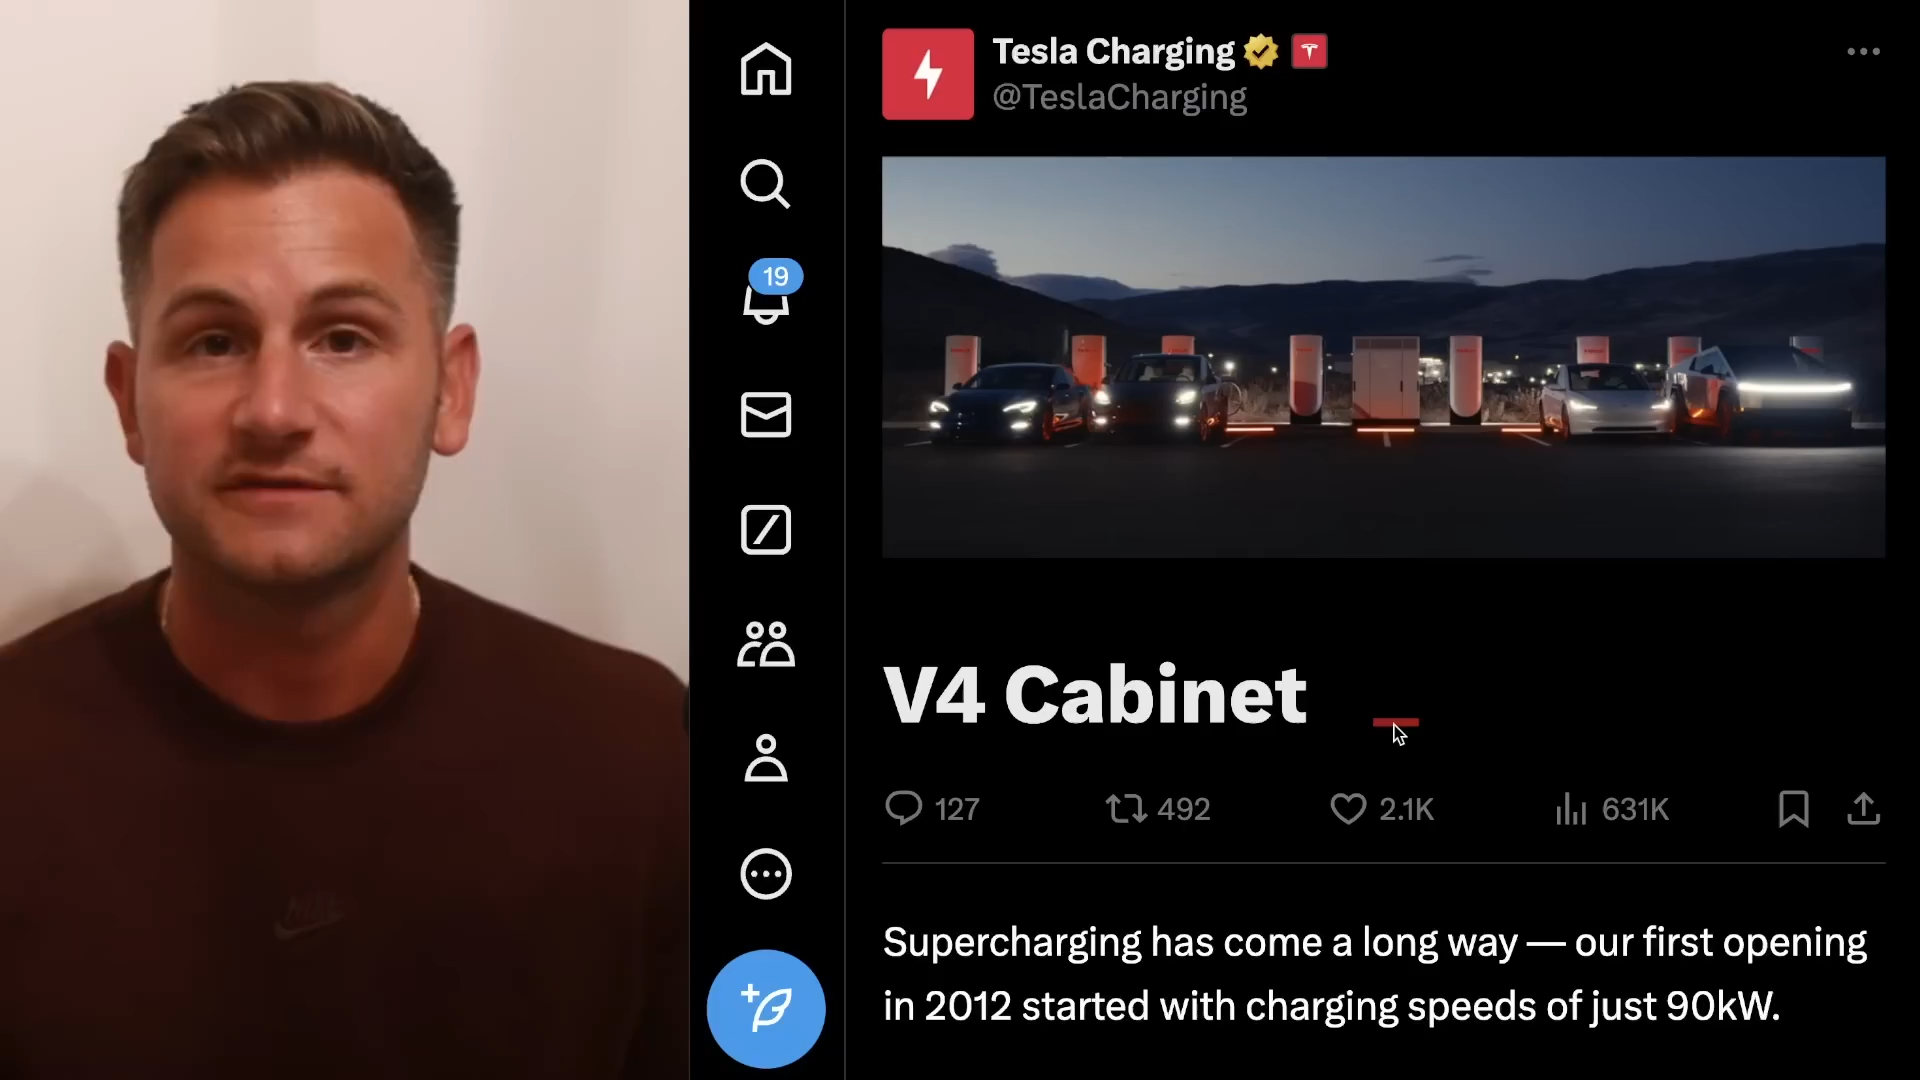 NIKE
19
Tesla Charging
@TeslaCharging
V4 Cabinet
127
492
2.1K
631K
Supercharging has come a long way — our first opening
in 2012 started with charging speeds of just 90kW.